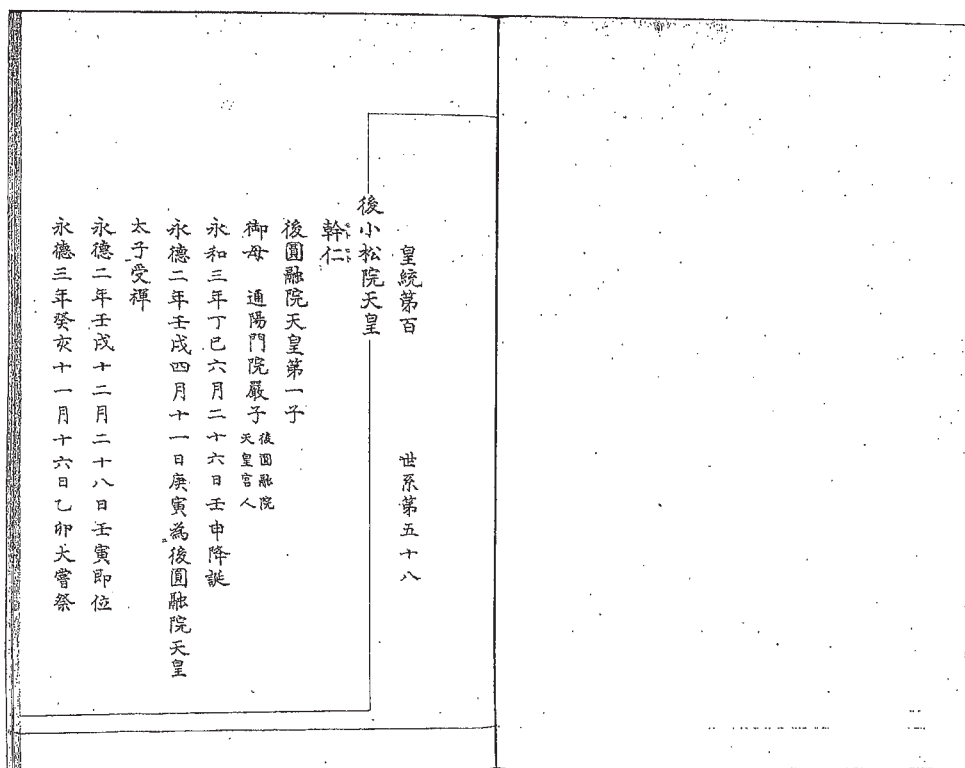 皇統第百 世系第五十八
後小松院天皇
幹仁
後圓融院天皇第一子
御母 通陽門院嚴子 後圓融院天皇宮人
永和三年丁巳六月二十六日壬申降誕
永德二年壬戌四月十一日庚寅為後圓融院天皇
太子受禪
永德二年壬戌十二月二十八日壬寅即位
永德三年癸亥十一月十六日乙卯大嘗祭